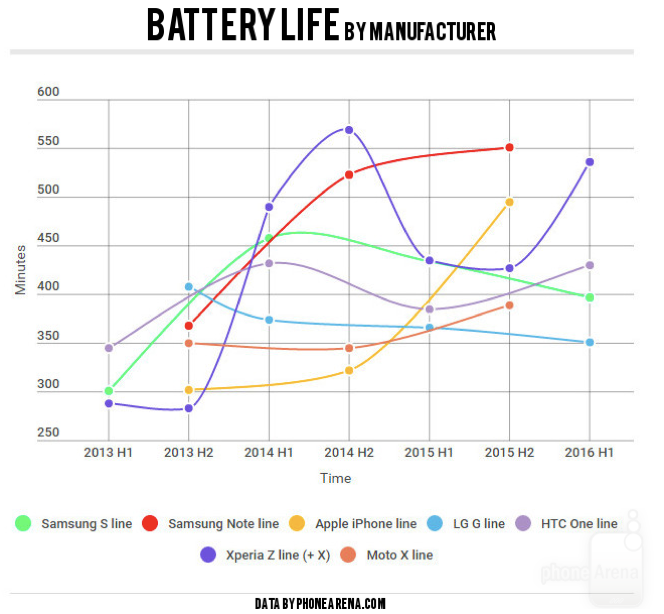 BATTERY LIFE BY MANUFACTURER
600
550
500
450
400
350
300
250
Minutes
2013 H1 2013 H2 2014 H1 2014 H2 2015 H1 2015 H2 2016 H1
Time
Samsung S line Samsung Note line Apple iPhone line LG G line HTC One line
Xperia Z line (+ X) Moto X line
phoneArena
DATA BY PHONEARENA.COM